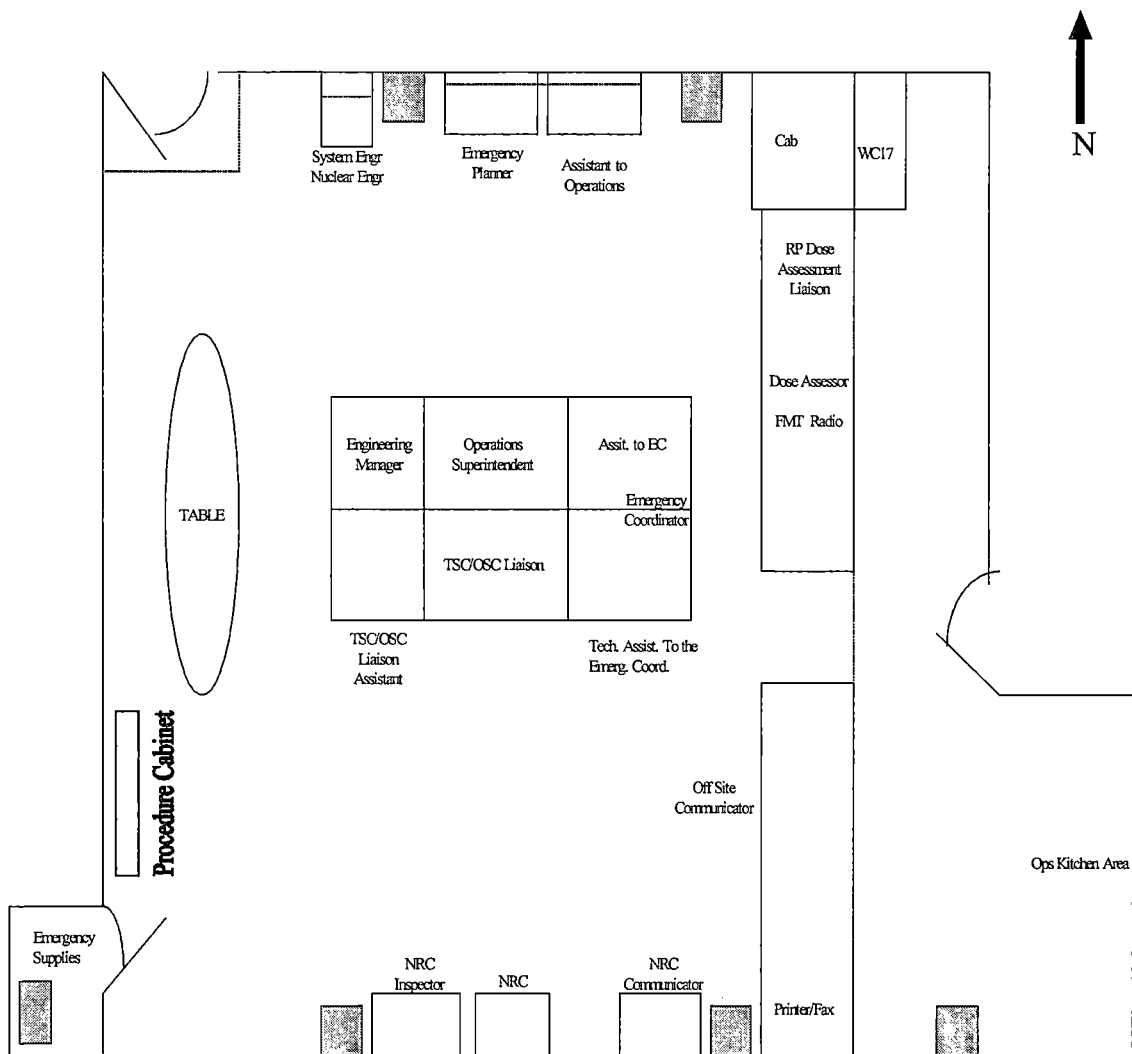 N
System Engr
Nuclear Engr
Emergency
Planner
Assistant to
Operations
Cab
WC17
RP Dose
Assessment
Liaison
Dose Assessor
FMT Radio
Engineering
Manager
Operations
Superintendent
Assit. to EC
Emergency
Coordinator
TABLE
TSC/OSC Liaison
TSC/OSC
Liaison
Assistant
Tech. Assist. To the
Emerg. Coord.
Procedure Cabinet
Off Site
Communicator
Ops Kitchen Area
Emergency
Supplies
NRC
Inspector
NRC
NRC
Communicator
Printer/Fax